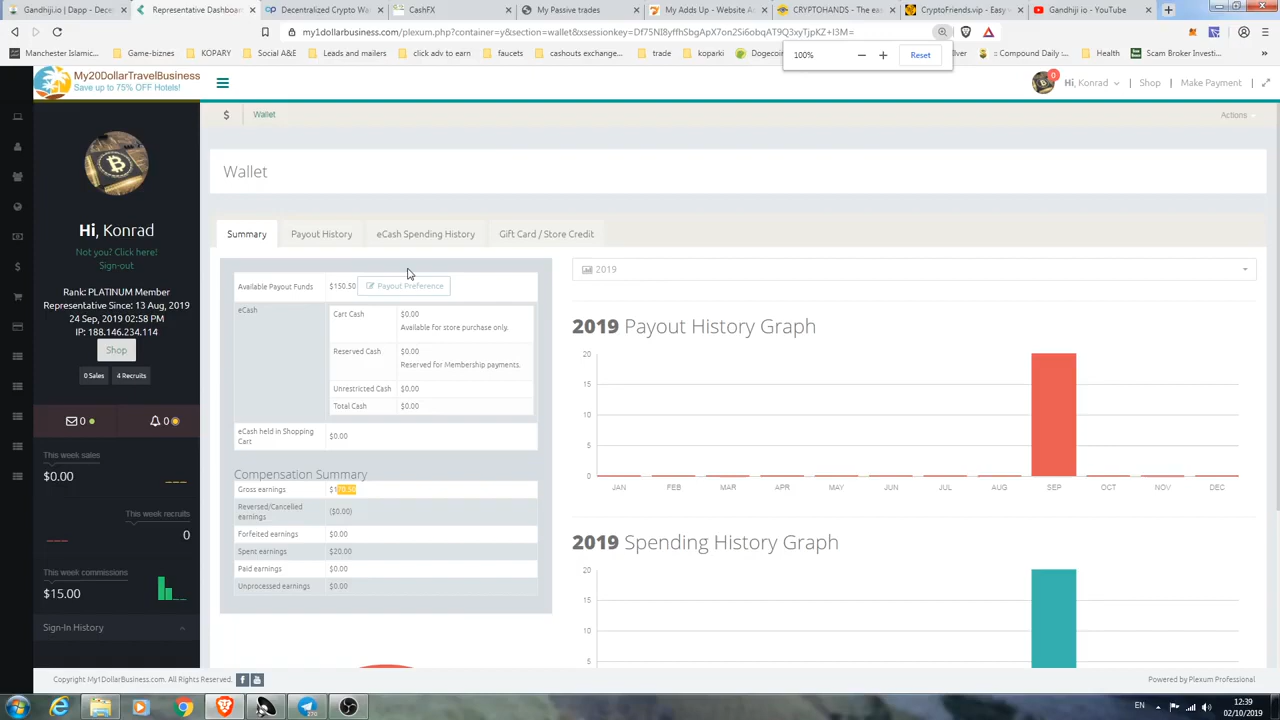 Gandhiji.io | Dapp - Decen
Representative Dashboa
Decentralized Crypto Wa
CashFX
My Passive trades
My Adds Up - Website A
CRYPTOHANDS - The ea
CryptoFriends.vip - Easy
Gandhiji io - YouTube
my1dollarbusiness.com/plexum.php?container=y&section=wallet&xsessionkey=
Manchester Islamic...
Game-biznes
KOPARY
Social A&E
Leads and mailers
click ads to earn
faucets
cashouts exchang...
trade
kopal
Docum
Compound Daily ...
Health
Scam Broker Invest...
100%
Reset
My20DollarTravelBusiness
Save up to 75% OFF Hotels!
0
Hi, Konrad
Shop
Make Payment
$
Wallet
Actions
Wallet
Hi, Konrad
Not you? Click here!
Sign-out
Rank: PLATINUM Member
Representative Since: 13 Aug, 2019
24 Sep, 2019 02:58 PM
IP: 188.146.234.114
Shop
0 Sales
4 Recruits
0
0
This week sales
$0.00
This week recruits
0
This week commissions
$15.00
Sign-In History
Summary
Payout History
eCash Spending History
Gift Card / Store Credit
Available Payout Funds $150.50 Payout Preference
eCash
Cart Cash $0.00
Available for store purchase only.
Reserved Cash $0.00
Reserved for Membership payments.
Unrestricted Cash $0.00
Total Cash $0.00
eCash held in Shopping
Cart
$0.00
Compensation Summary
Gross earnings $170.50
Reversed/Cancelled
earnings
($0.00)
Forfeited earnings $0.00
Spent earnings $20.00
Paid earnings $0.00
Unprocessed earnings $0.00
2019
2019 Payout History Graph
20
15
10
5
0
JAN FEB MAR APR MAY JUN JUL AUG SEP OCT NOV DEC
2019 Spending History Graph
20
15
10
5
Copyright My1DollarBusiness.com. All Rights Reserved.
Powered by Plexum Professional
270
EN
12:39
02/10/2019